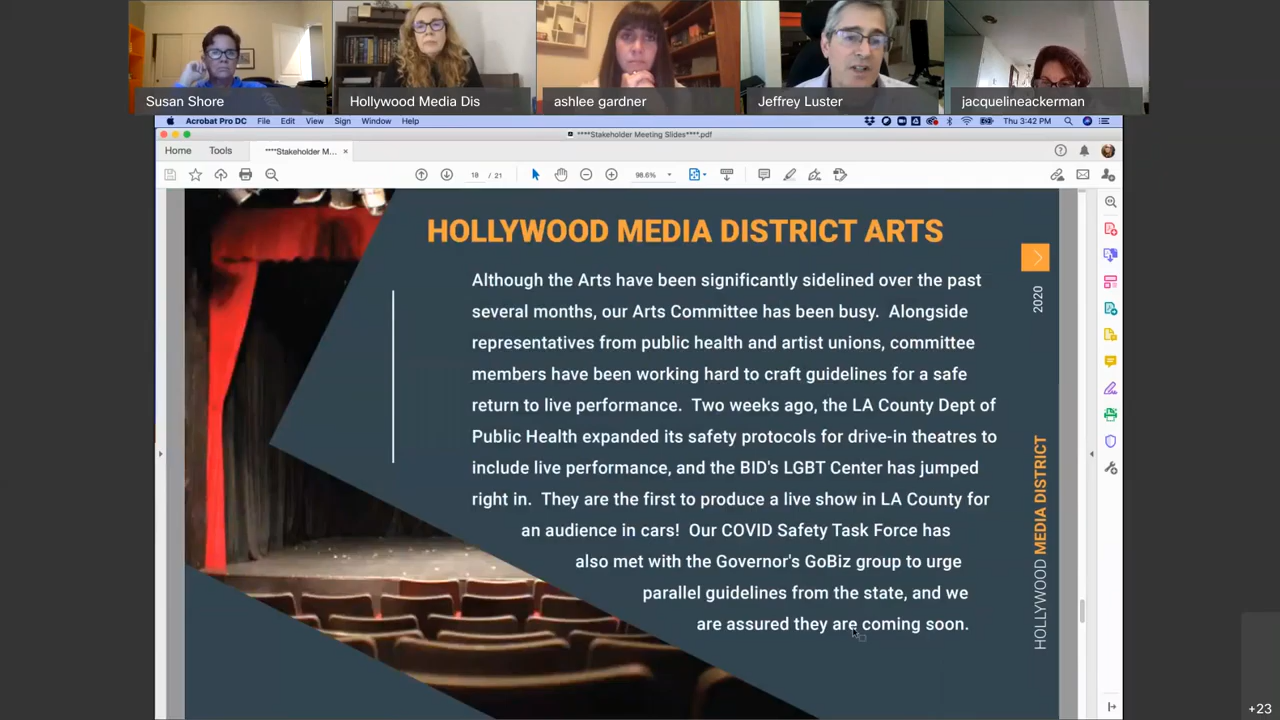 Susan Shore
Hollywood Media Dis
ashlee gardner
Jeffrey Luster
jacquelineackerman
Acrobat Pro DC File Edit View Sign Window Help
Thu 3:42 PM
****Stakeholder Meeting Slides****.pdf
Home Tools ****Stakeholder M... ×
18 / 21 98.6%
HOLLYWOOD MEDIA DISTRICT ARTS
Although the Arts have been significantly sidelined over the past
several months, our Arts Committee has been busy. Alongside
representatives from public health and artist unions, committee
members have been working hard to craft guidelines for a safe
return to live performance. Two weeks ago, the LA County Dept of
Public Health expanded its safety protocols for drive-in theatres to
include live performance, and the BID's LGBT Center has jumped
right in. They are the first to produce a live show in LA County for
an audience in cars! Our COVID Safety Task Force has
also met with the Governor's GoBiz group to urge
parallel guidelines from the state, and we
are assured they are coming soon.
2020
HOLLYWOOD MEDIA DISTRICT
+23